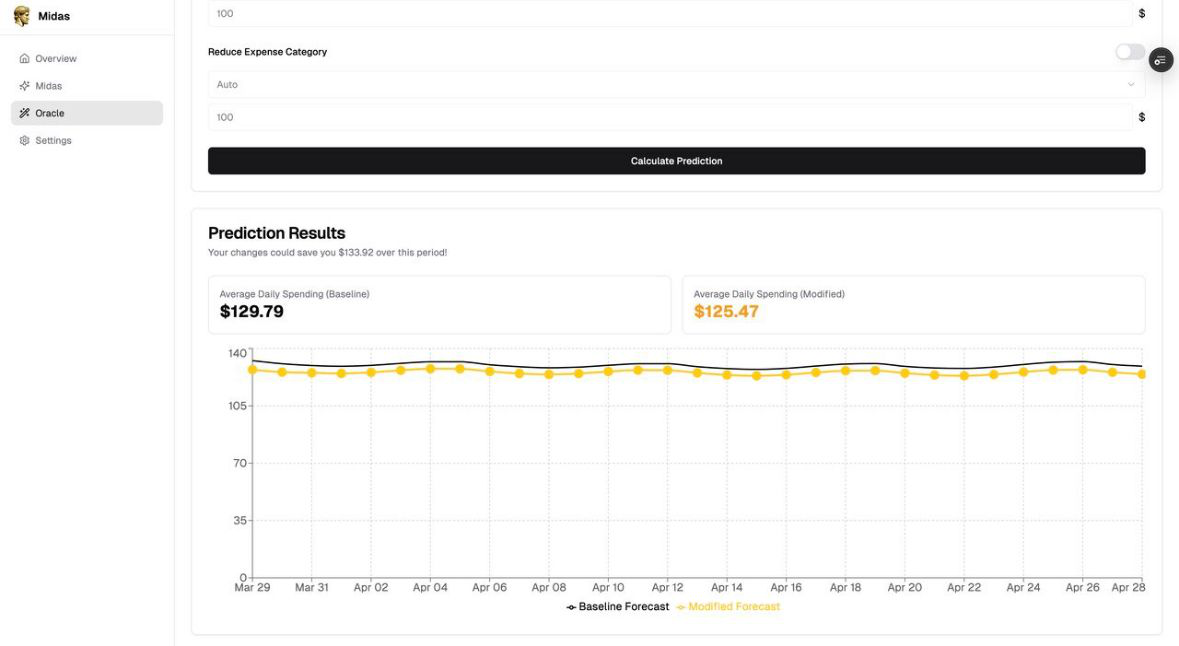 Midas
Overview
Midas
Oracle
Settings
100 $
Reduce Expense Category
Auto
100 $
Calculate Prediction
Prediction Results
Your changes could save you $133.92 over this period!
Average Daily Spending (Baseline)
$129.79
Average Daily Spending (Modified)
$125.47
140
105
70
35
0
Mar 29 Mar 31 Apr 02 Apr 04 Apr 06 Apr 08 Apr 10 Apr 12 Apr 14 Apr 16 Apr 18 Apr 20 Apr 22 Apr 24 Apr 26 Apr 28
Baseline Forecast Modified Forecast